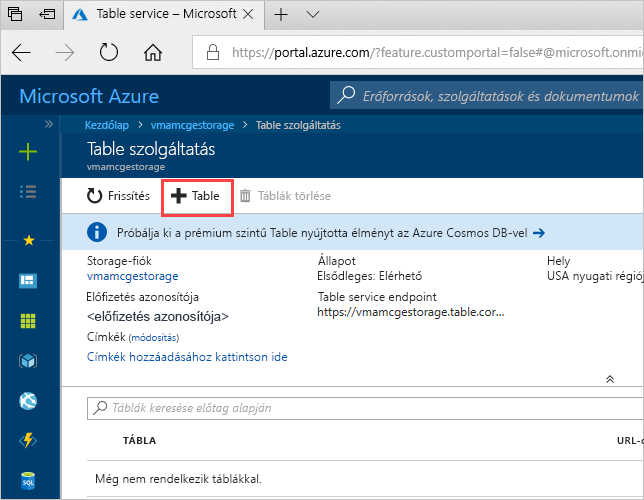 Table service – Microsoft
https://portal.azure.com/?feature.customportal=false#@microsoft.onmi
Microsoft Azure
Erőforrások, szolgáltatások és dokumentumok
Kezdőlap > vmamcgestorage > Table szolgáltatás
Table szolgáltatás
vmamcgestorage
Frissítés Table Táblák törlése
Próbálja ki a prémium szintű Table nyújtotta élményt az Azure Cosmos DB-vel →
Storage-fiók Állapot Hely
vmamcgestorage Elsődleges: Elérhető USA nyugati régiój
Előfizetés azonosítója Table service endpoint
<előfizetés azonosítója> https://vmamcgestorage.table.cor...
Címkék (módosítás)
Címkék hozzáadásához kattintson ide
Táblák keresése előtag alapján
TÁBLA URL-c
Még nem rendelkezik táblákkal.
SQL